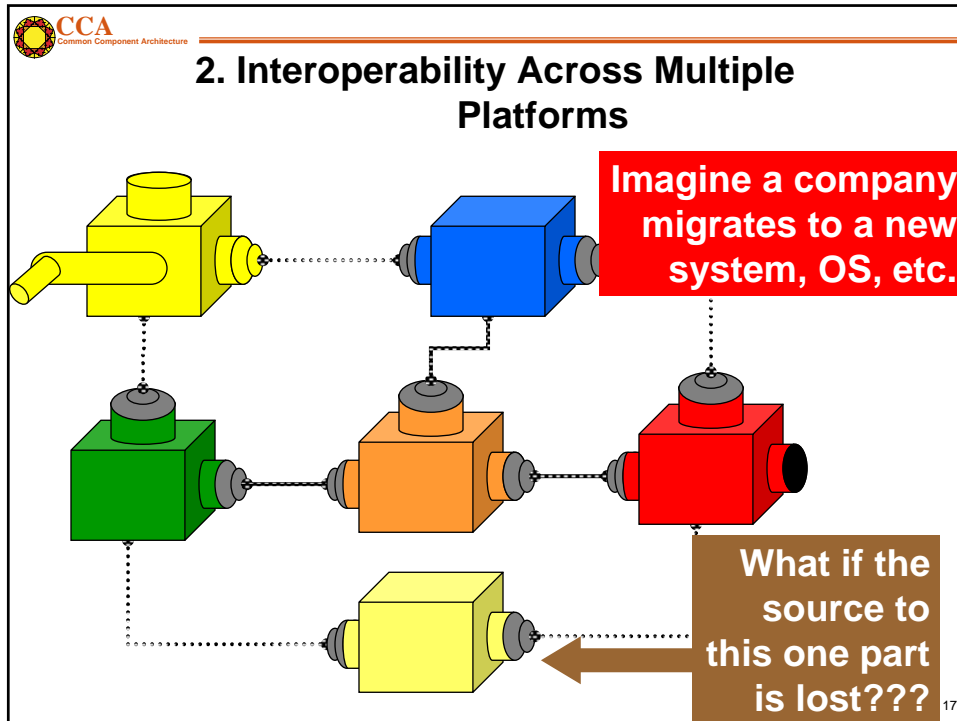 CCA
Common Component Architecture
2. Interoperability Across Multiple
Platforms
Imagine a company
migrates to a new
system, OS, etc.
What if the
source to
this one part
is lost???
17